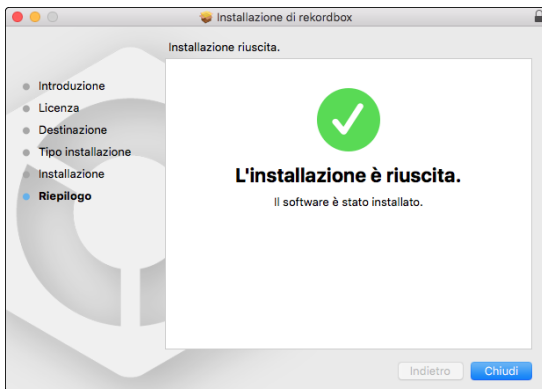 Installazione di rekordbox
Installazione riuscita.
Introduzione
Licenza
Destinazione
Tipo installazione
Installazione
Riepilogo
L'installazione è riuscita.
Il software è stato installato.
Indietro
Chiudi